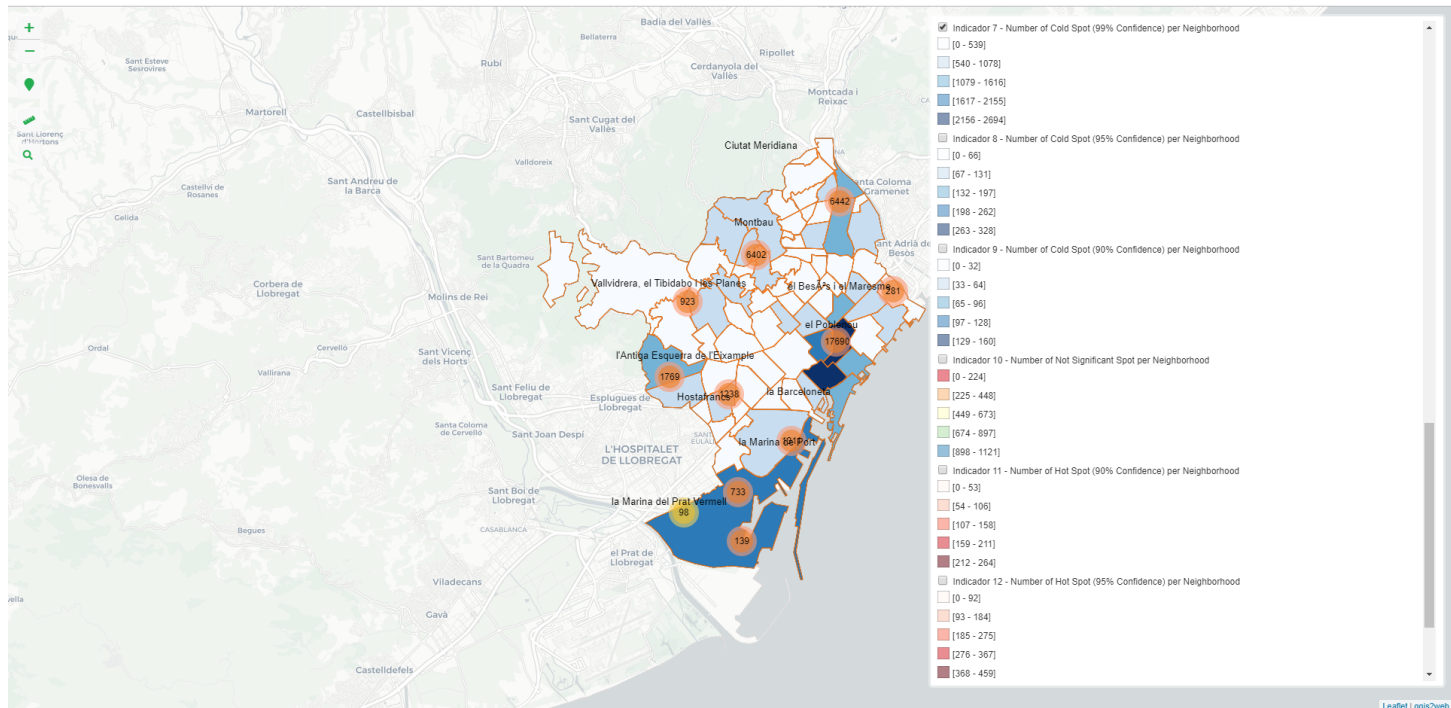 Badia del Vallès
Bellaterra
Ripollet
Sant Esteve
Sesrovires
Rubí
Cerdanyola del
Vallès
Montcada i
Reixac
Martorell
Castellbisbal
Sant Cugat del
Vallès
Sant Llorenç
d'Hortons
Ciutat Meridiana
Valldoreix
Sant Andreu de
la Barca
Castellví de
Rosanes
Gelida
anta Coloma
Gramenet
6442
Montbau
6402
Sant Bartomeu
de la Quadra
ant Adrià de
Besòs
Corbera de
Llobregat
Molins de Rei
Vallvidrera, el Tibidabo i les Planes
el BesÃ²s i el Maresme
281
923
el Poblenou
17690
Ordal
Cervelló
Vallirana
Sant Vicenç
dels Horts
l'Antiga Esquerra de l'Eixample
1769
Sant Feliu de
Llobregat
Esplugues de
Llobregat
Hostafrancs
1238
la Barceloneta
Santa Coloma
de Cervelló
Sant Joan Despí
L'HOSPITALET
DE LLOBREGAT
SANT
EULÀLI
la Marina de Port
Olesa de
Bonesvalls
Sant Boi de
Llobregat
733
la Marina del Prat Vermell
98
Begues
CASABLANCA
139
el Prat de
Llobregat
Viladecans
Gavà
Castelldefels
Indicador 7 - Number of Cold Spot (99% Confidence) per Neighborhood
[0 - 539]
[540 - 1078]
[1079 - 1616]
[1617 - 2155]
[2156 - 2694]
Indicador 8 - Number of Cold Spot (95% Confidence) per Neighborhood
[0 - 66]
[67 - 131]
[132 - 197]
[198 - 262]
[263 - 328]
Indicador 9 - Number of Cold Spot (90% Confidence) per Neighborhood
[0 - 32]
[33 - 64]
[65 - 96]
[97 - 128]
[129 - 160]
Indicador 10 - Number of Not Significant Spot per Neighborhood
[0 - 224]
[225 - 448]
[449 - 673]
[674 - 897]
[898 - 1121]
Indicador 11 - Number of Hot Spot (90% Confidence) per Neighborhood
[0 - 53]
[54 - 106]
[107 - 158]
[159 - 211]
[212 - 264]
Indicador 12 - Number of Hot Spot (95% Confidence) per Neighborhood
[0 - 92]
[93 - 184]
[185 - 275]
[276 - 367]
[368 - 459]
Leaflet | qgis2web